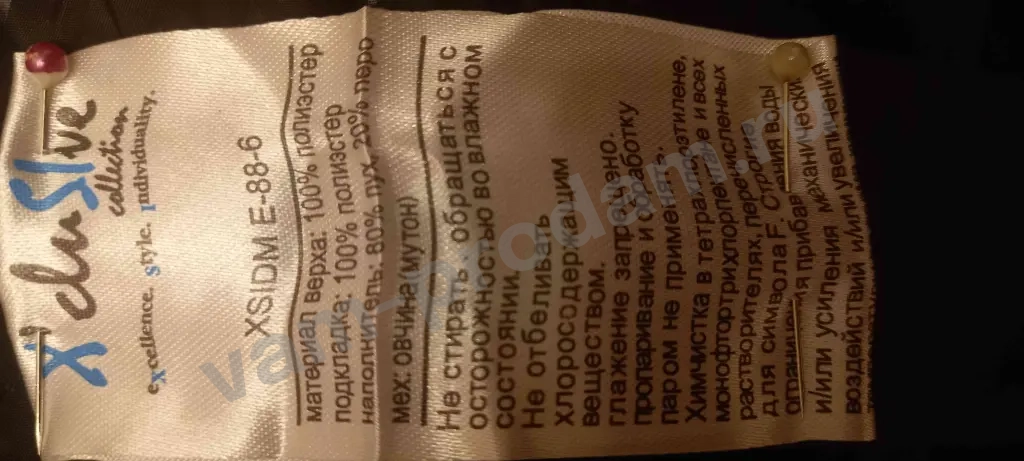 X'cluSIve
collection
excellence. Style. Individuality.
XSIDM E-88-6
материал верха: 100% полиэстер
подкладка: 100% полиэстер
наполнитель: 80% пух, 20% перо
мех: овчина(мутон)
Не стирать, обращаться с
осторожностью во влажном
состоянии.
Не отбеливать
хлоросодержащим
веществом.
глажение запрещено.
пропаривание и обработку
паром не применять.
Химчистка в тетрахлорэтилене,
монофтортрихлорметане и всех
растворителях, перечисленных
для символа F. Строгие
воды
и/или усиления механических
воздействий и/или увеличения
vam-prodam.ru